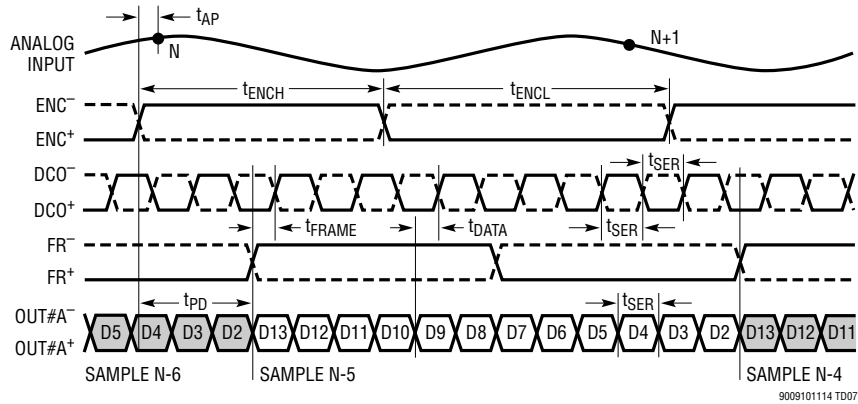 tAP
ANALOG
INPUT
N
N+1
tENCH
tENCL
ENC–
ENC+
DCO–
DCO+
tSER
tFRAME
tDATA
tSER
FR–
FR+
tPD
tSER
OUT#A–
OUT#A+
D5 D4 D3 D2 D13 D12 D11 D10 D9 D8 D7 D6 D5 D4 D3 D2 D13 D12 D11
SAMPLE N-6
SAMPLE N-5
SAMPLE N-4
9009101114 TD07